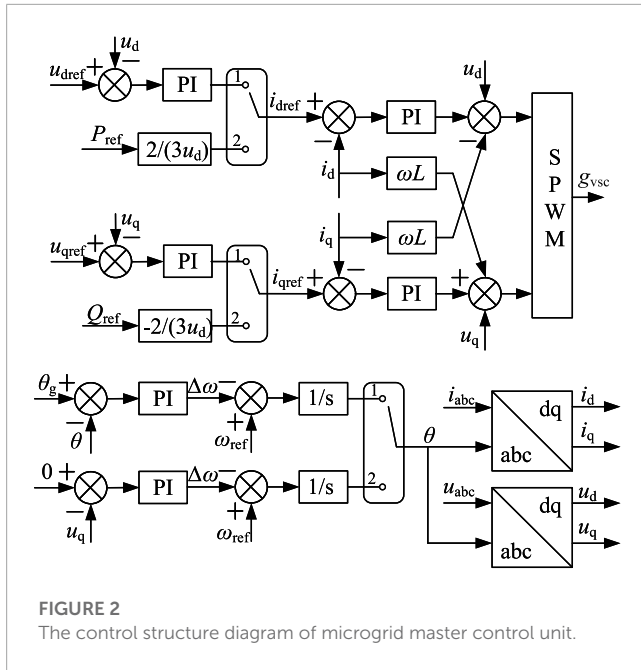 u_d
u_dref + −
PI
1
i_dref +
PI
u_d
P_ref
2/(3u_d)
2
−
−
i_d
ωL
S
P
W
M
g_vsc
u_q
i_q
ωL
u_qref + −
PI
1
i_qref + −
PI
+
Q_ref
-2/(3u_d)
2
u_q
θ_g +
PI
Δω −
1/s
1
i_abc
dq
i_d
−
θ
+
ω_ref
θ
abc
i_q
0 +
PI
Δω −
1/s
2
u_abc
dq
u_d
−
u_q
+
ω_ref
abc
u_q
FIGURE 2
The control structure diagram of microgrid master control unit.